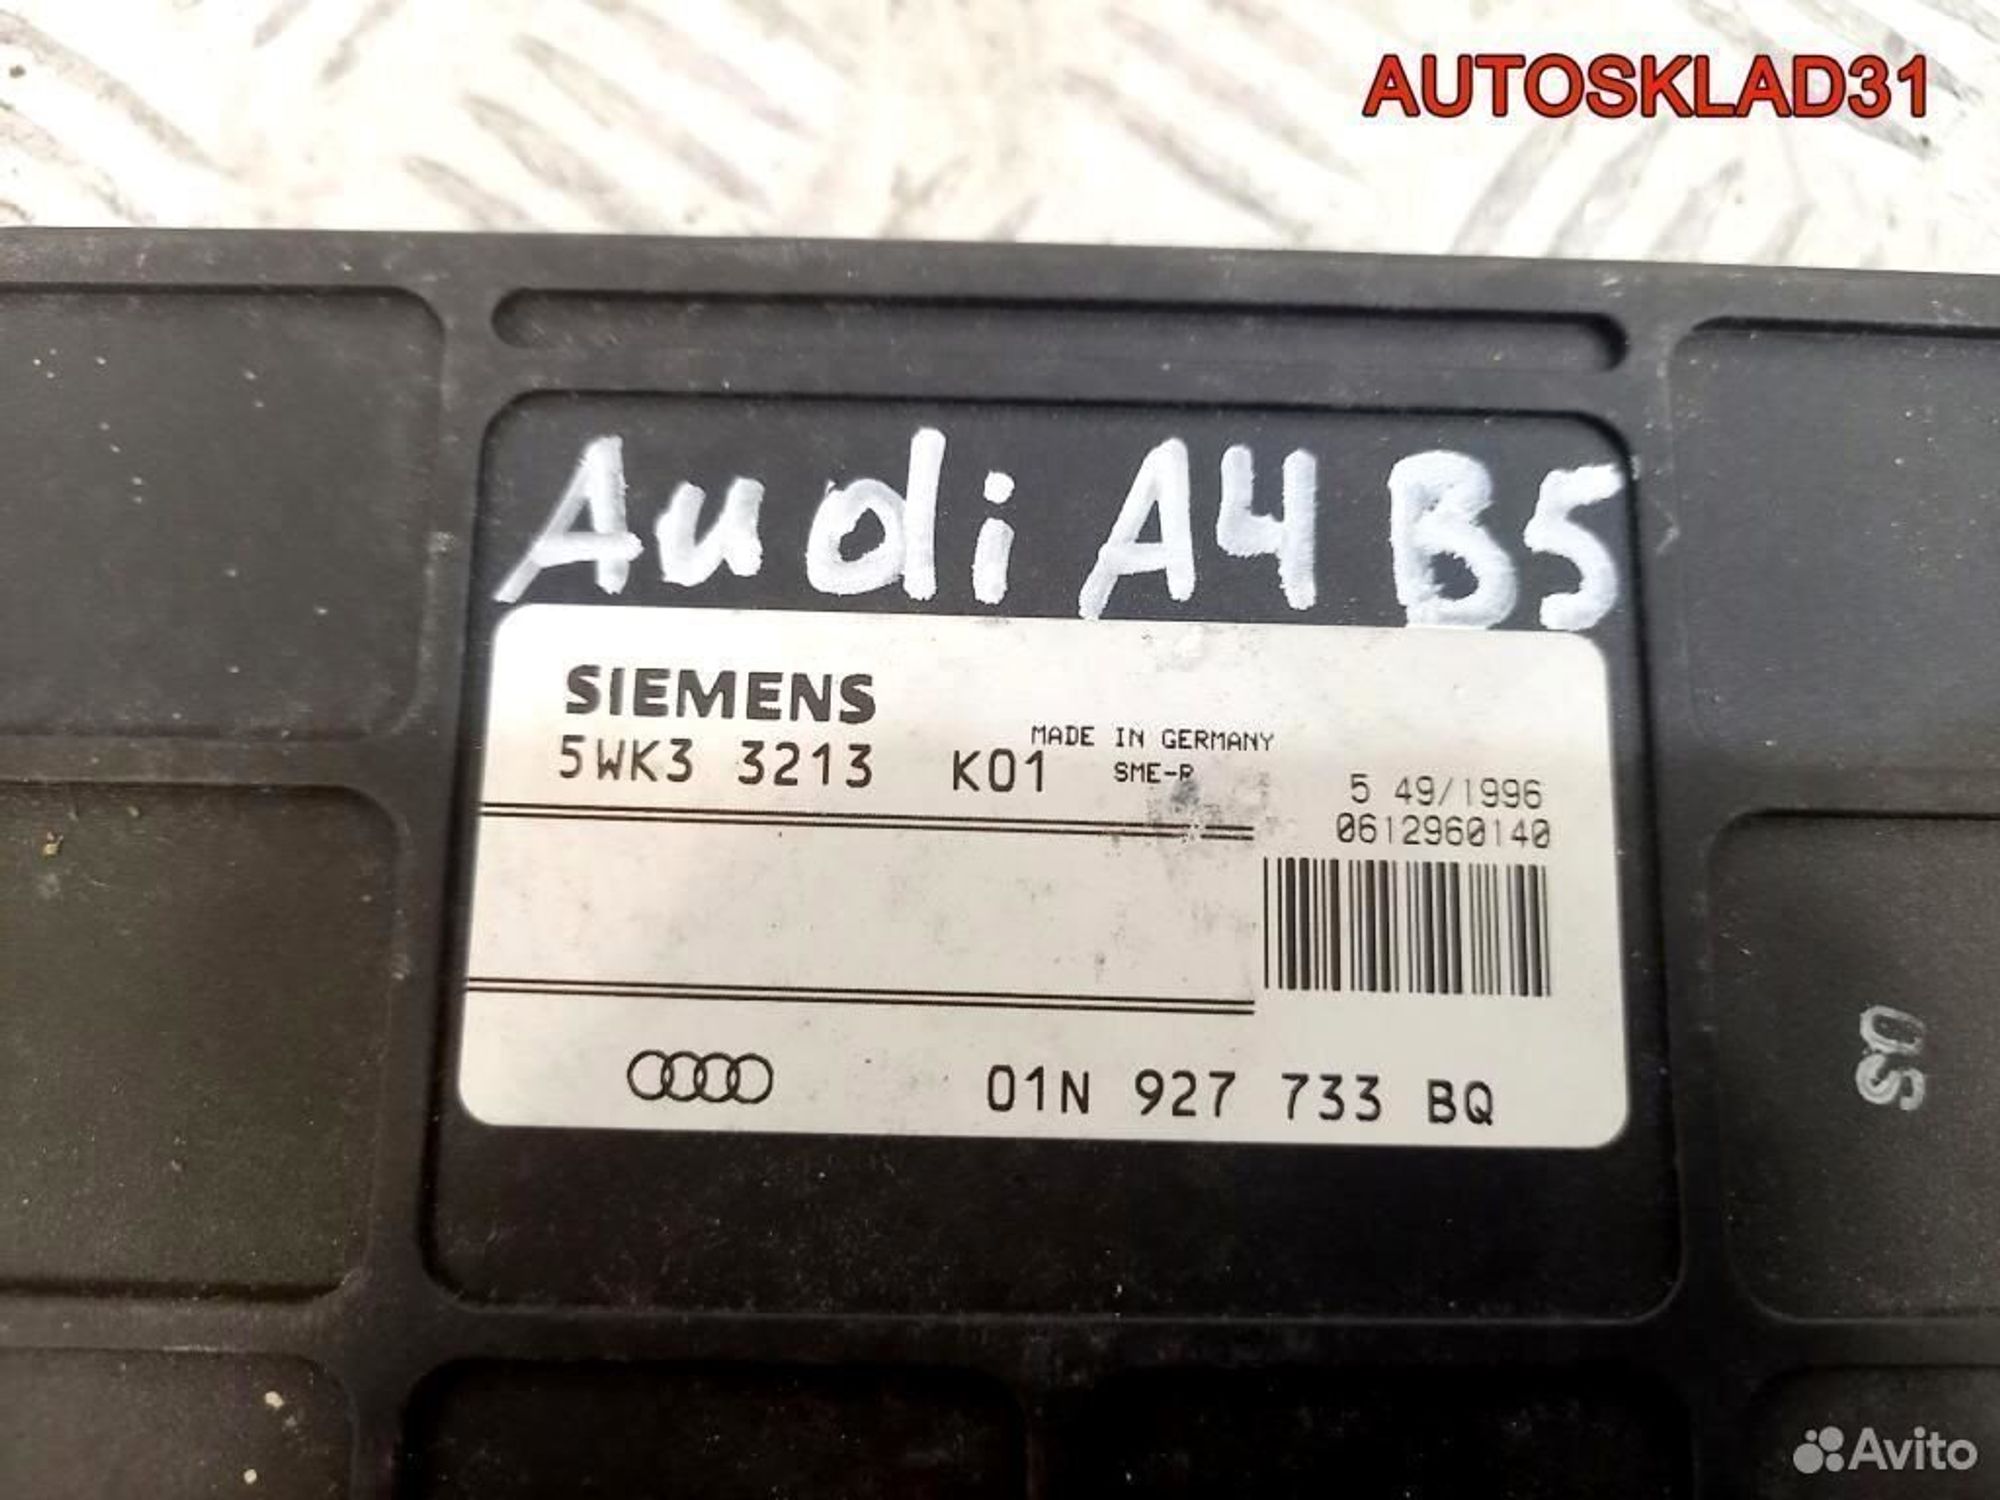 AUTOSKLAD31
Audi A4 B5
SIEMENS
MADE IN GERMANY
5WK3 3213 K01 SME-R
5 49/1996
0612960140
01N 927 733 BQ
SO
Avito